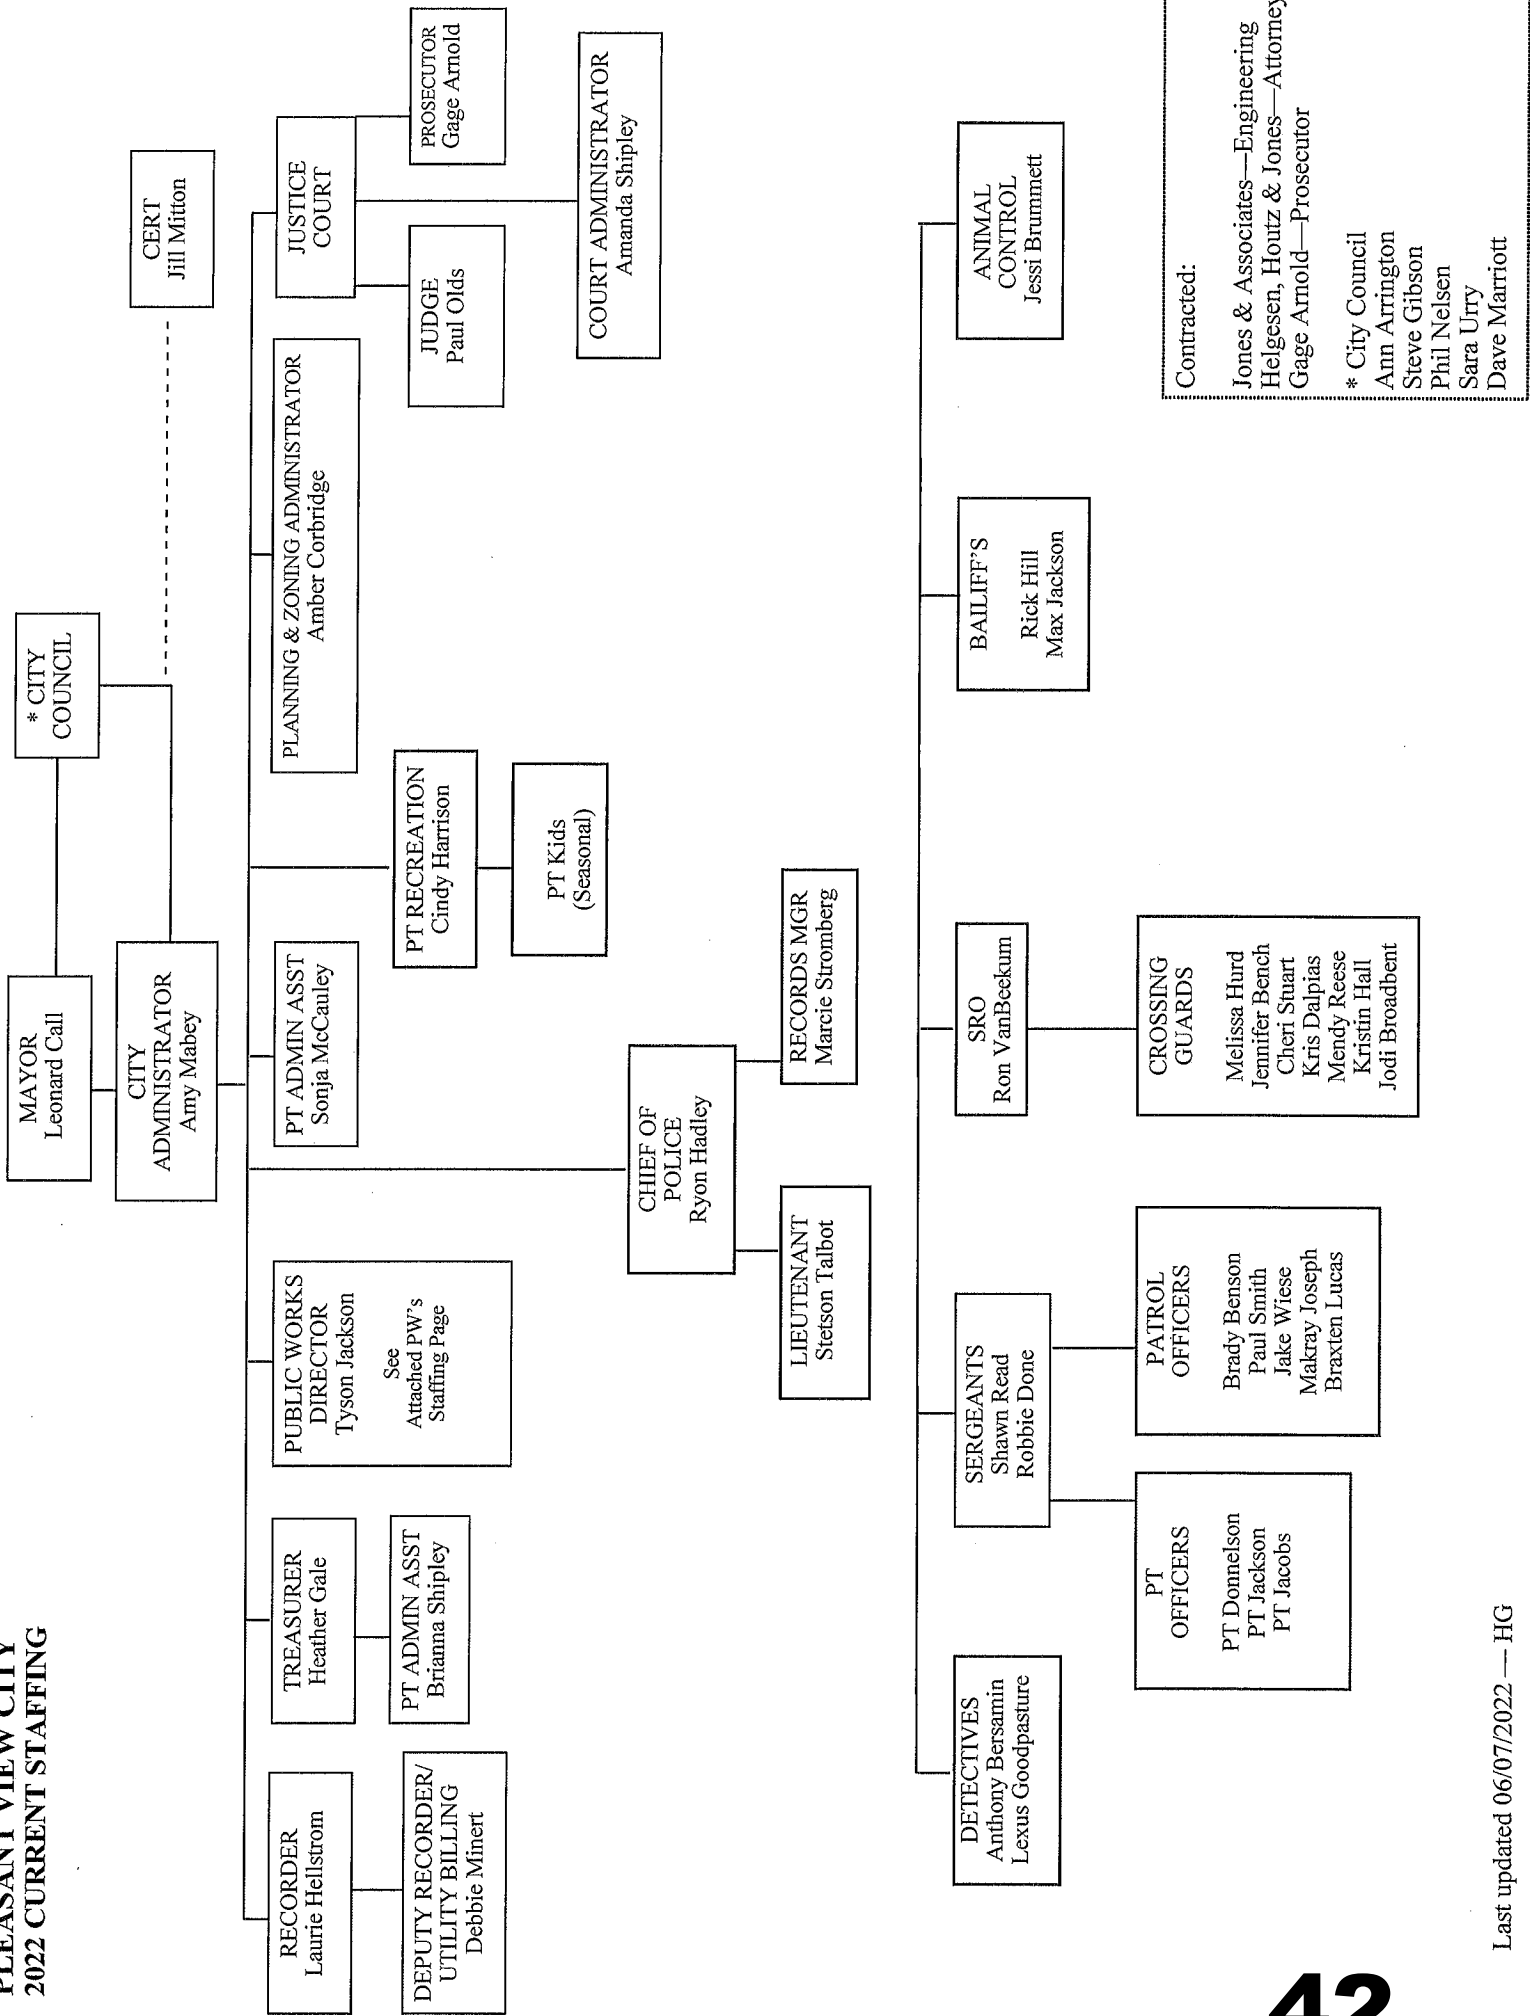 PLEASANT VIEW CITY
2022 CURRENT STAFFING
MAYOR
Leonard Call
* CITY
COUNCIL
CITY
ADMINISTRATOR
Amy Mabey
CERT
Jill Mitton
RECORDER
Laurie Hellstrom
DEPUTY RECORDER/
UTILITY BILLING
Debbie Minert
TREASURER
Heather Gale
PT ADMIN ASST
Brianna Shipley
PUBLIC WORKS
DIRECTOR
Tyson Jackson
See
Attached PW's
Staffing Page
PT ADMIN ASST
Sonja McCauley
PT RECREATION
Cindy Harrison
PT Kids
(Seasonal)
PLANNING & ZONING ADMINISTRATOR
Amber Corbridge
JUSTICE
COURT
JUDGE
Paul Olds
PROSECUTOR
Gage Arnold
COURT ADMINISTRATOR
Amanda Shipley
CHIEF OF
POLICE
Ryon Hadley
LIEUTENANT
Stetson Talbot
RECORDS MGR
Marcie Stromberg
DETECTIVES
Anthony Bersamin
Lexus Goodpasture
SERGEANTS
Shawn Read
Robbie Done
PT
OFFICERS
PT Donnelson
PT Jackson
PT Jacobs
PATROL
OFFICERS
Brady Benson
Paul Smith
Jake Wiese
Makray Joseph
Braxten Lucas
SRO
Ron VanBeekum
CROSSING
GUARDS
Melissa Hurd
Jennifer Bench
Cheri Stuart
Kris Dalpias
Mendy Reese
Kristin Hall
Jodi Broadbent
BAILIFF'S
Rick Hill
Max Jackson
ANIMAL
CONTROL
Jessi Brummett
Contracted:
Jones & Associates—Engineering
Helgesen, Houtz & Jones—Attorney
Gage Arnold—Prosecutor
* City Council
Ann Arrington
Steve Gibson
Phil Nelsen
Sara Urry
Dave Marriott
Last updated 06/07/2022 — HG
42